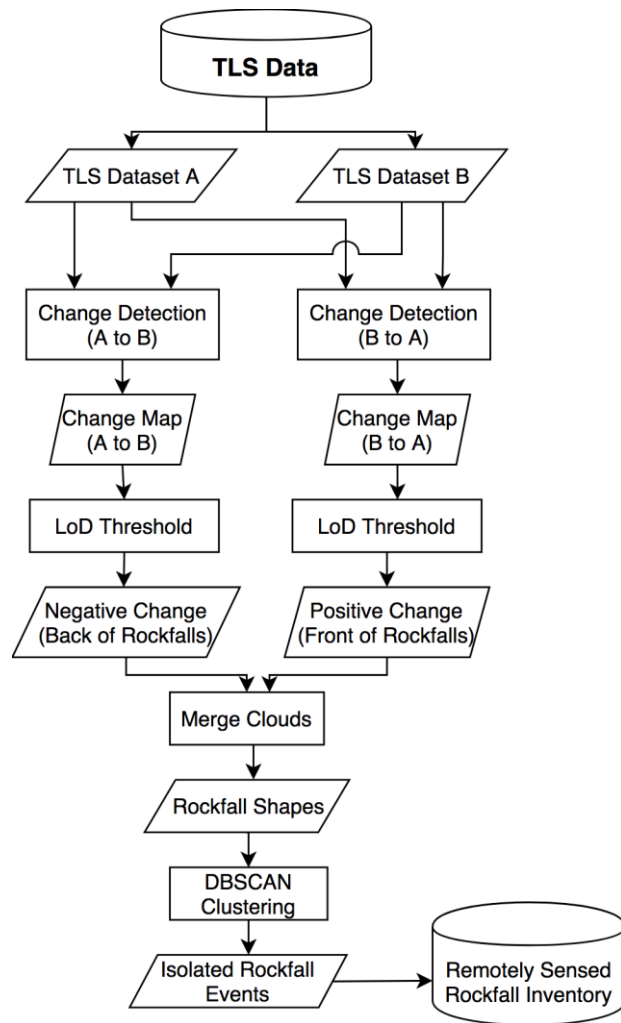 TLS Data
TLS Dataset A
TLS Dataset B
Change Detection
(A to B)
Change Detection
(B to A)
Change Map
(A to B)
Change Map
(B to A)
LoD Threshold
LoD Threshold
Negative Change
(Back of Rockfalls)
Positive Change
(Front of Rockfalls)
Merge Clouds
Rockfall Shapes
DBSCAN
Clustering
Isolated Rockfall
Events
Remotely Sensed
Rockfall Inventory